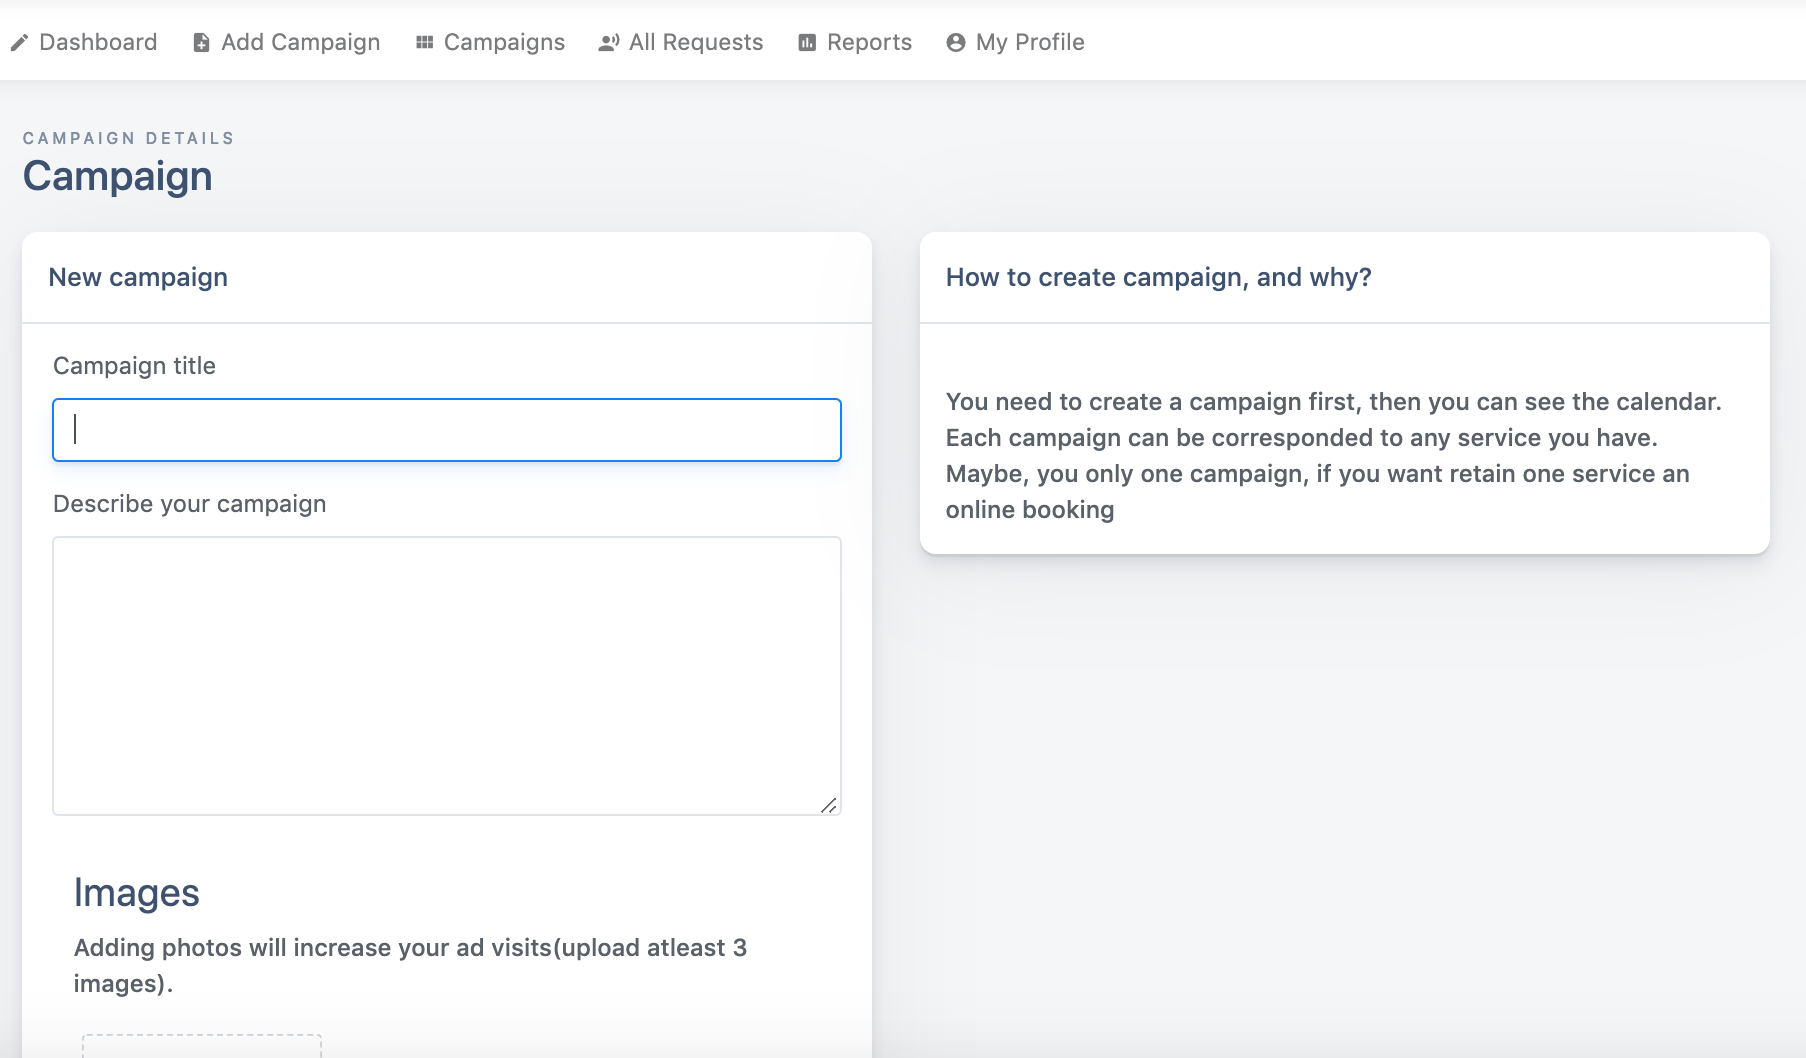 Dashboard Add Campaign Campaigns All Requests Reports My Profile
CAMPAIGN DETAILS
Campaign
New campaign
Campaign title
Describe your campaign
Images
Adding photos will increase your ad visits(upload atleast 3
images).
How to create campaign, and why?
You need to create a campaign first, then you can see the calendar.
Each campaign can be corresponded to any service you have.
Maybe, you only one campaign, if you want retain one service an
online booking